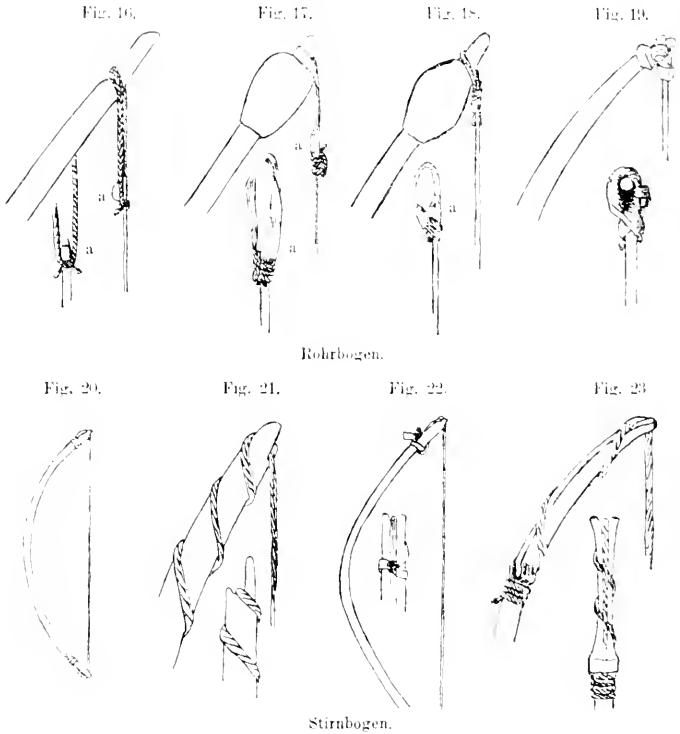 Fig. 16. Fig. 17. Fig. 18. Fig. 19.
a a a
a a
Rohrbogen.
Fig. 20. Fig. 21. Fig. 22. Fig. 23
Stirnbogen.